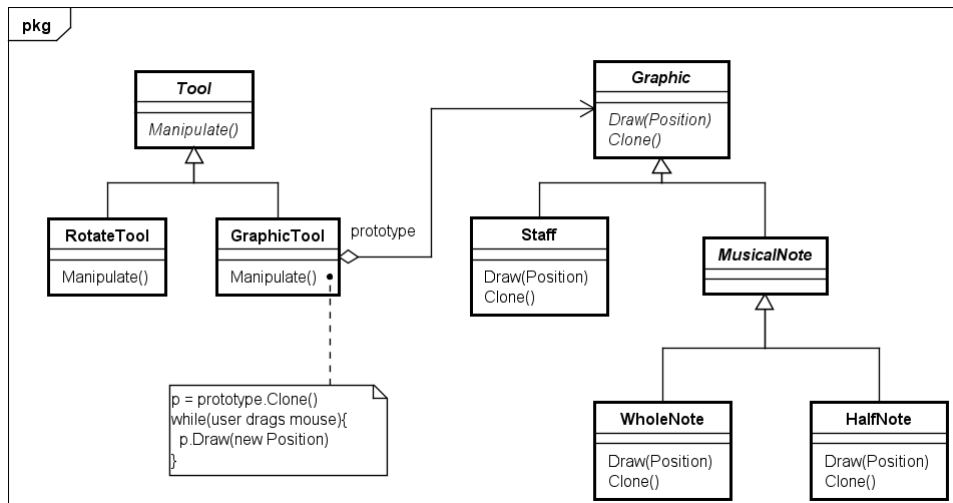 pkg
Tool
Manipulate()
Graphic
Draw(Position)
Clone()
RotateTool
Manipulate()
GraphicTool
Manipulate()
prototype
Staff
Draw(Position)
Clone()
MusicalNote
p = prototype.Clone()
while(user drags mouse){
p.Draw(new Position)
}
WholeNote
Draw(Position)
Clone()
HalfNote
Draw(Position)
Clone()